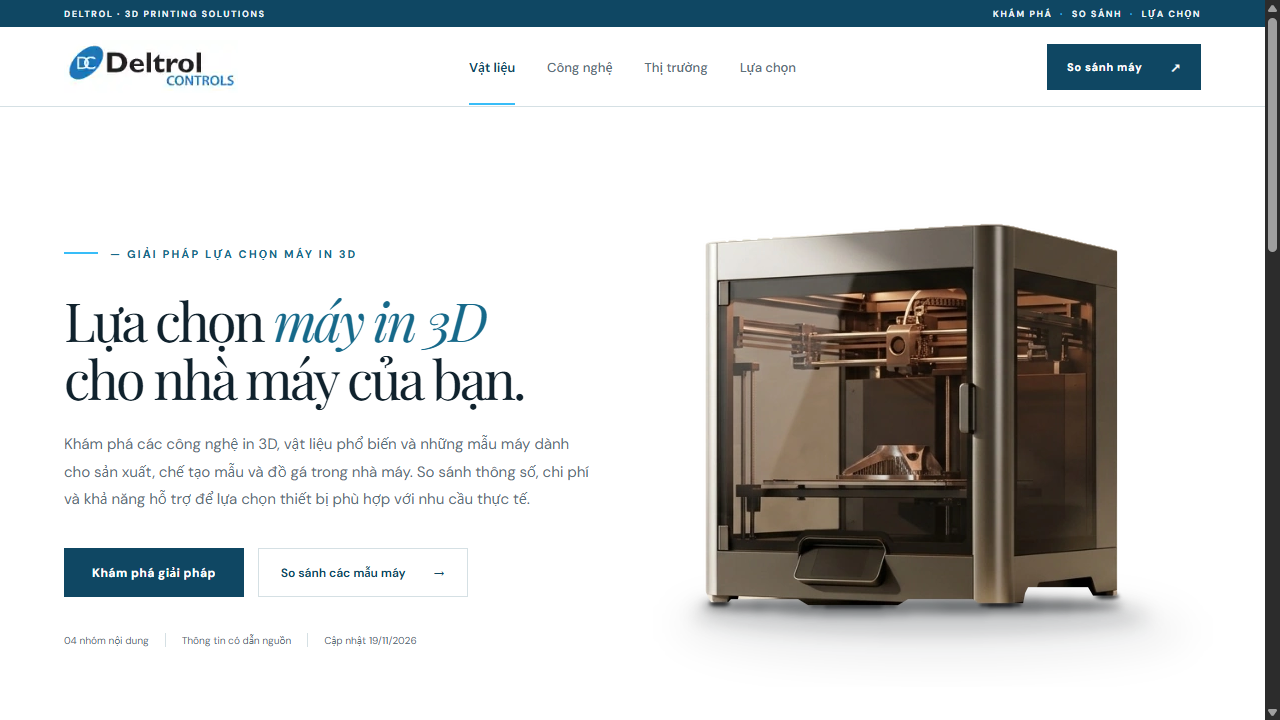 DELTROL · 3D PRINTING SOLUTIONS
KHÁM PHÁ · SO SÁNH · LỰA CHỌN
DC Deltrol
CONTROLS
Vật liệu
Công nghệ
Thị trường
Lựa chọn
So sánh máy ↗
— GIẢI PHÁP LỰA CHỌN MÁY IN 3D
Lựa chọn máy in 3D
cho nhà máy của bạn.
Khám phá các công nghệ in 3D, vật liệu phổ biến và những mẫu máy dành
cho sản xuất, chế tạo mẫu và đồ gá trong nhà máy. So sánh thông số, chi phí
và khả năng hỗ trợ để lựa chọn thiết bị phù hợp với nhu cầu thực tế.
Khám phá giải pháp
So sánh các mẫu máy →
04 nhóm nội dung
Thông tin có dẫn nguồn
Cập nhật 19/11/2026